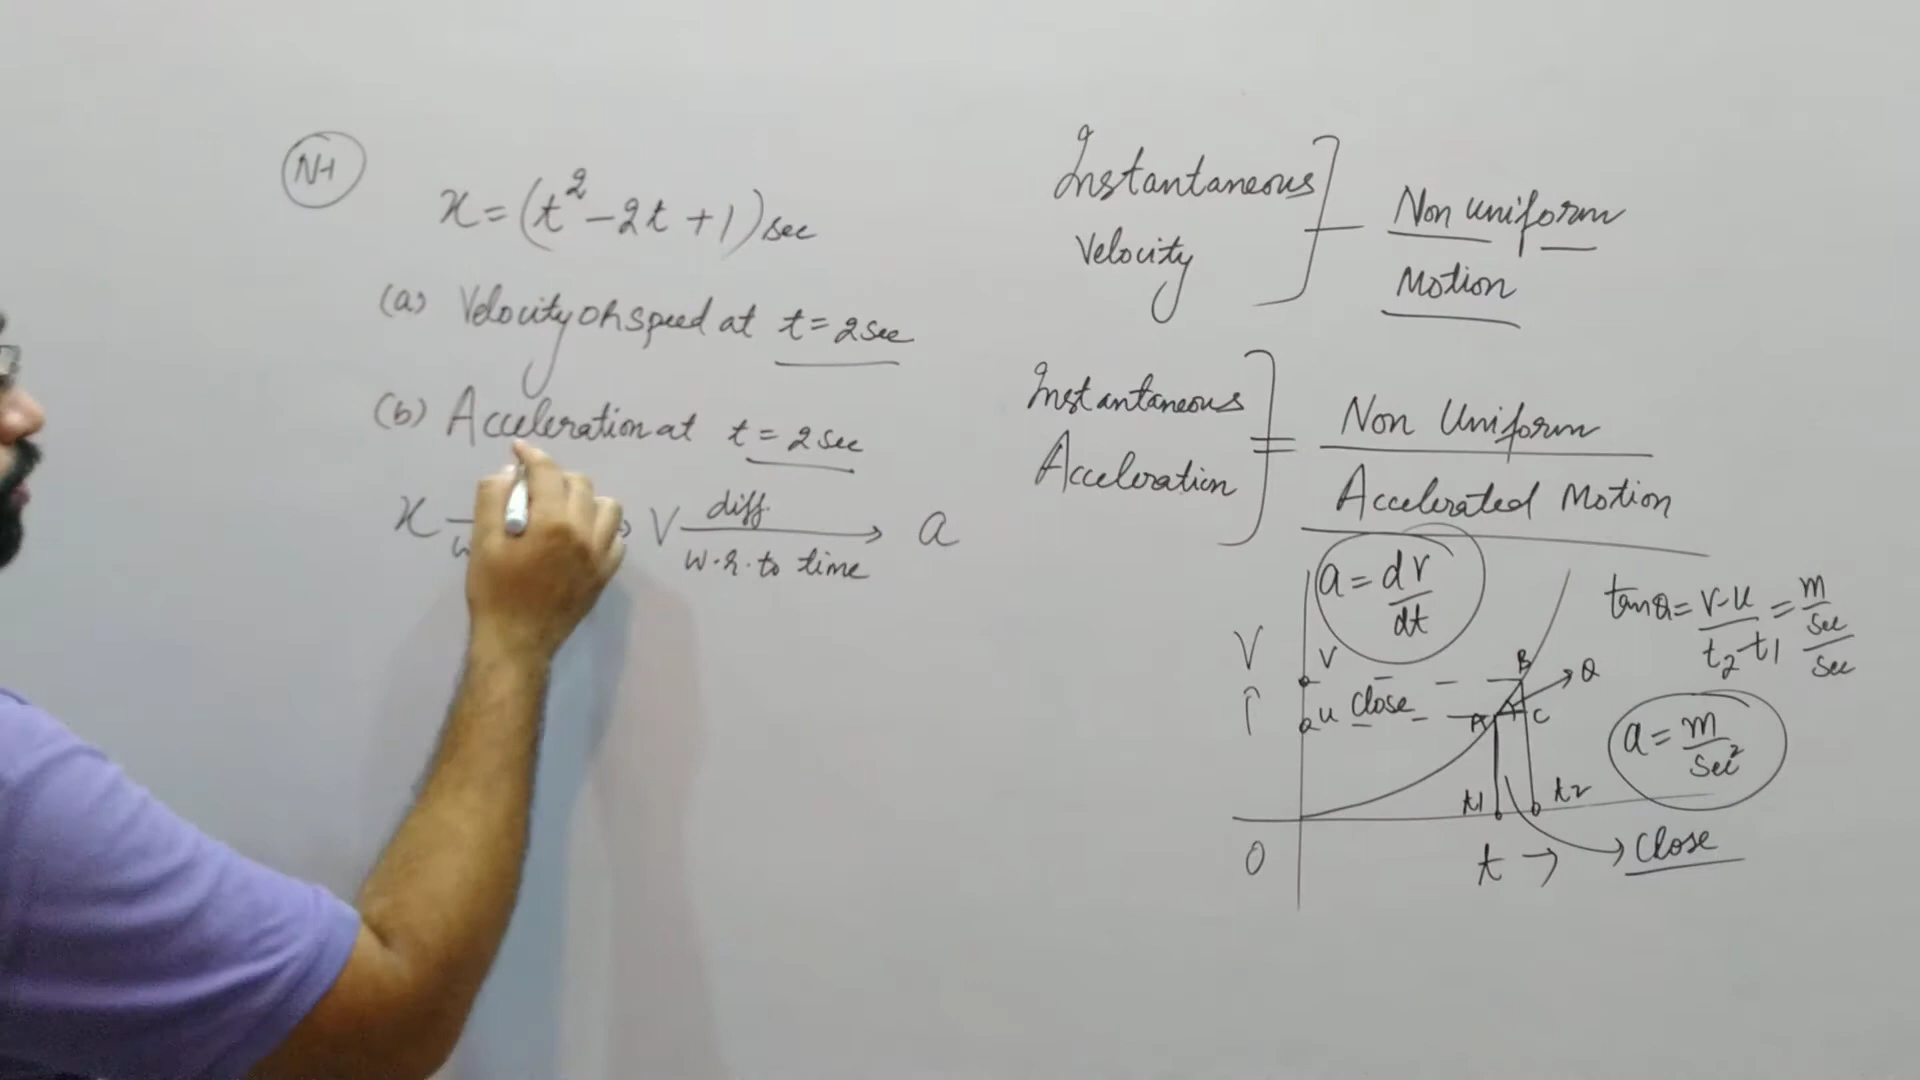 N-1
x = (t² - 2t + 1) sec
(a) Velocity or speed at t = 2 sec
(b) Acceleration at t = 2 sec
x → V diff. → a
w.r.to time
Instantaneous
Velocity
Non uniform
Motion
Instantaneous
Acceleration
=
Non Uniform
Accelerated Motion
a = dv/dt
tanθ = v-u/t2-t1 = m/sec/sec
V
↑
v
u
Close
A
B
C
θ
a = m/sec²
t1
t2
O
t →
→ Close